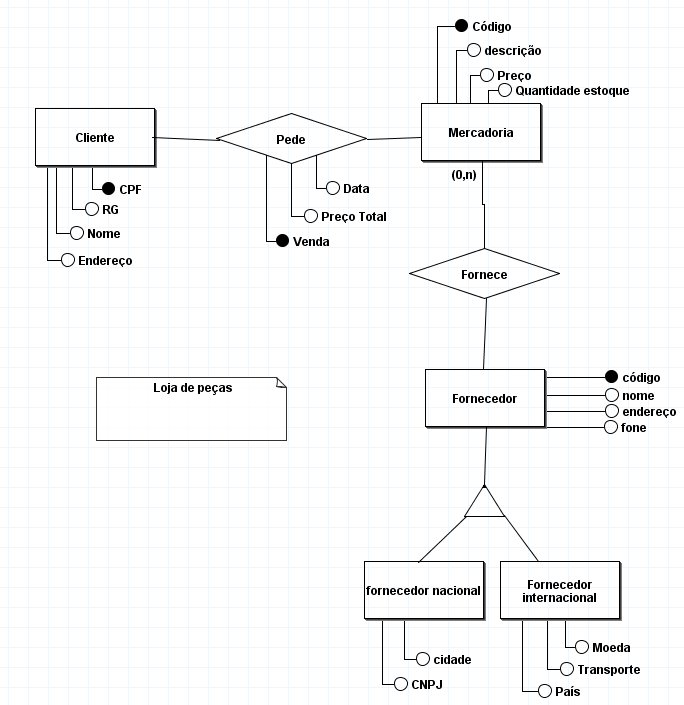 Código
descrição
Preço
Quantidade estoque
Cliente
Pede
Mercadoria
(0,n)
CPF
RG
Nome
Endereço
Data
Preço Total
Venda
Fornece
Loja de peças
Fornecedor
código
nome
endereço
fone
fornecedor nacional
Fornecedor
internacional
cidade
CNPJ
Moeda
Transporte
País